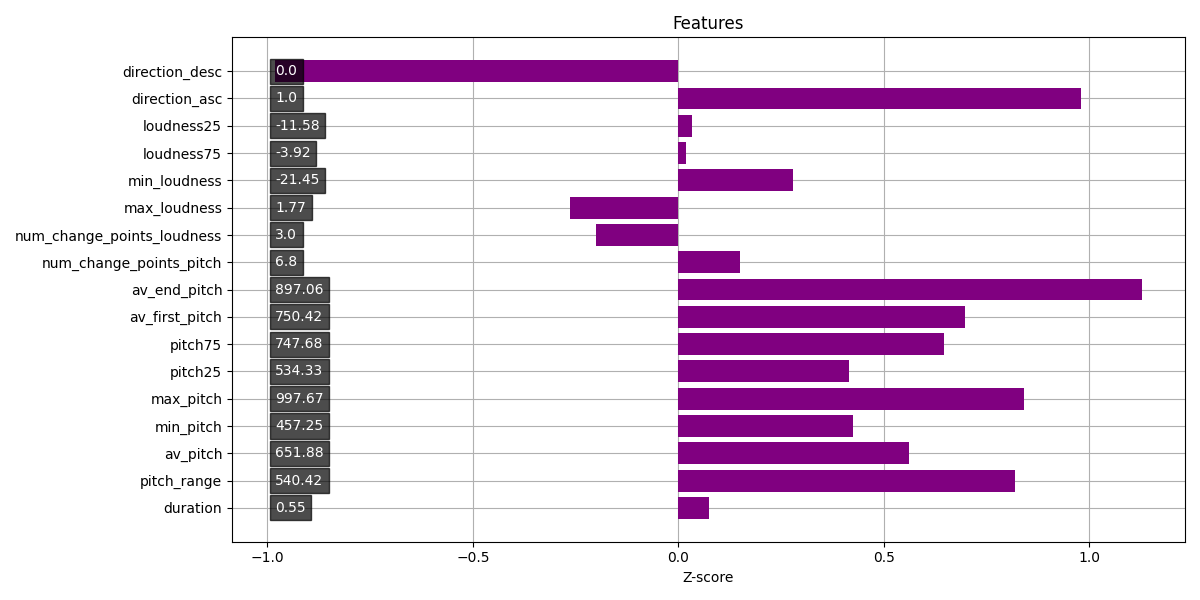 Features
direction_desc 0.0
direction_asc 1.0
loudness25 -11.58
loudness75 -3.92
min_loudness -21.45
max_loudness 1.77
num_change_points_loudness 3.0
num_change_points_pitch 6.8
av_end_pitch 897.06
av_first_pitch 750.42
pitch75 747.68
pitch25 534.33
max_pitch 997.67
min_pitch 457.25
av_pitch 651.88
pitch_range 540.42
duration 0.55
−1.0 −0.5 0.0 0.5 1.0
Z-score